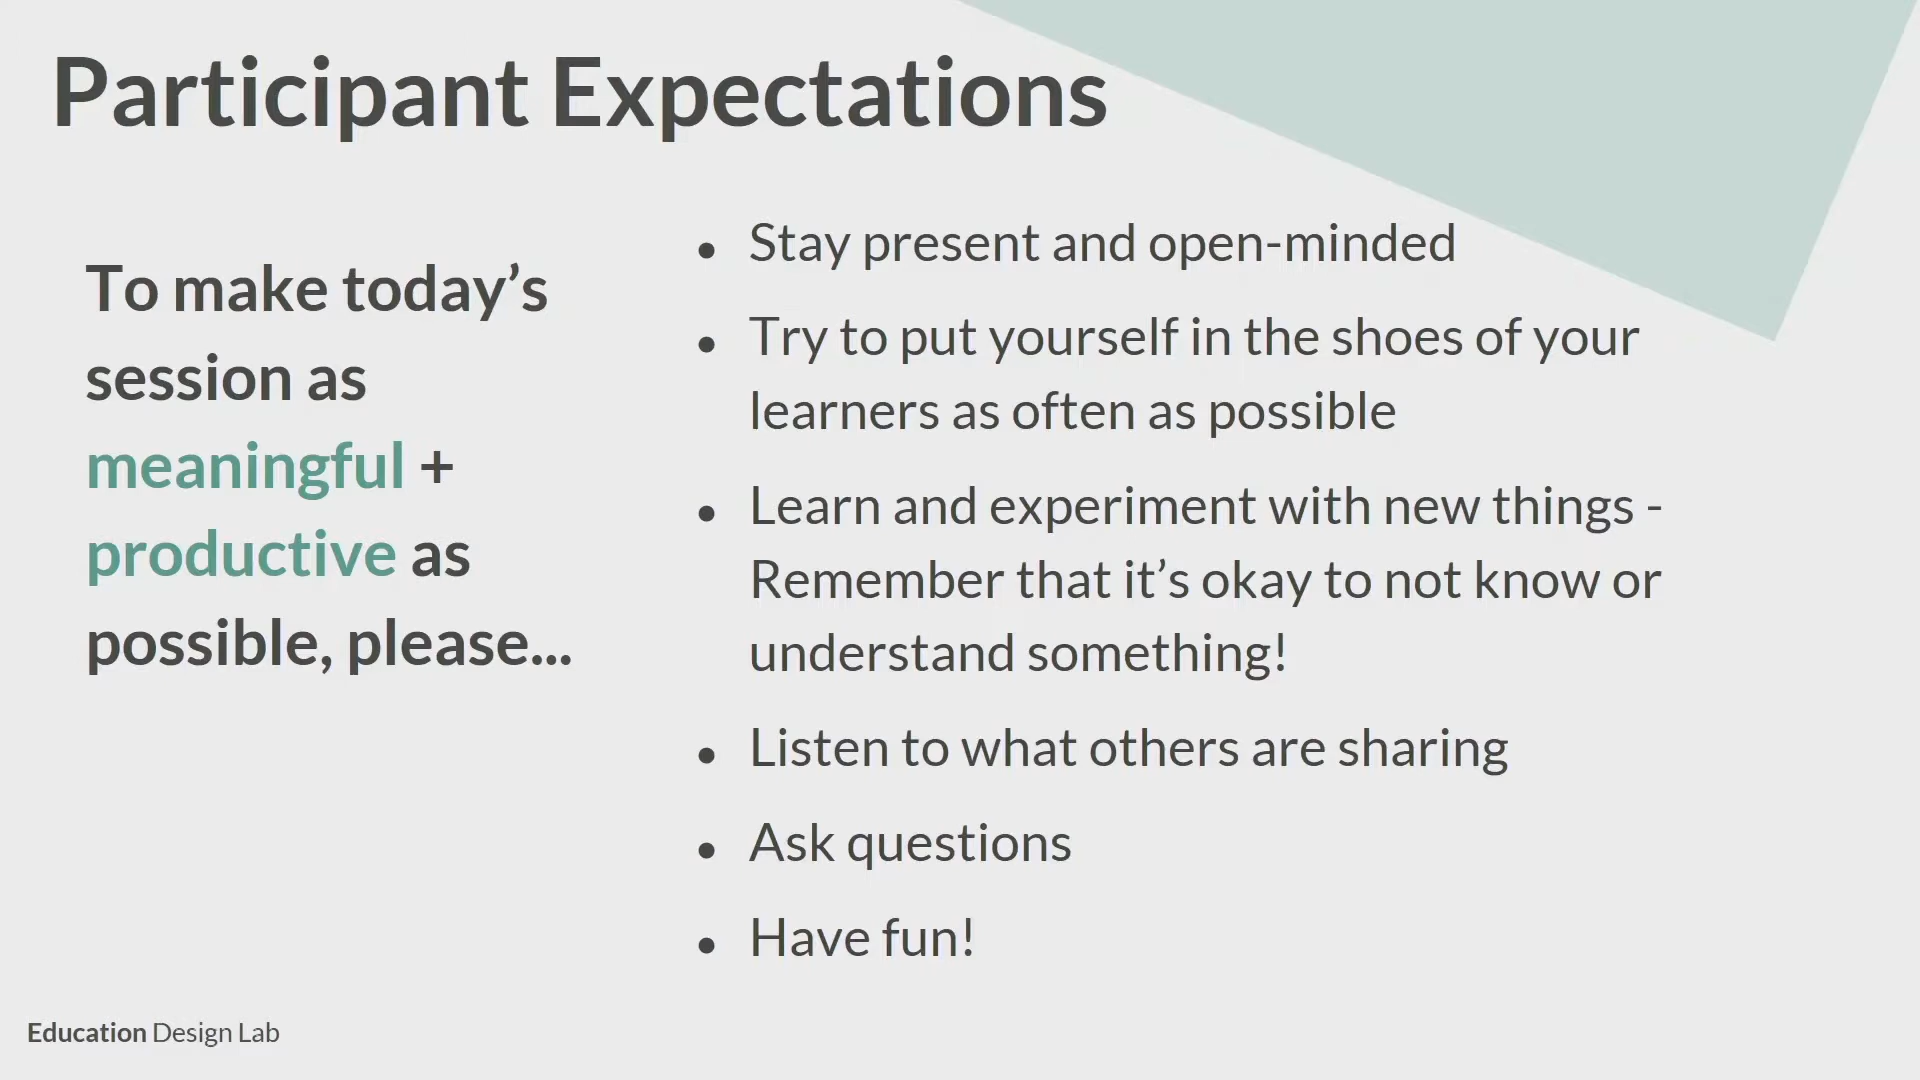 Participant Expectations
To make today’s
session as
meaningful +
productive as
possible, please...
● Stay present and open-minded
● Try to put yourself in the shoes of your
learners as often as possible
● Learn and experiment with new things -
Remember that it’s okay to not know or
understand something!
● Listen to what others are sharing
● Ask questions
● Have fun!
Education Design Lab